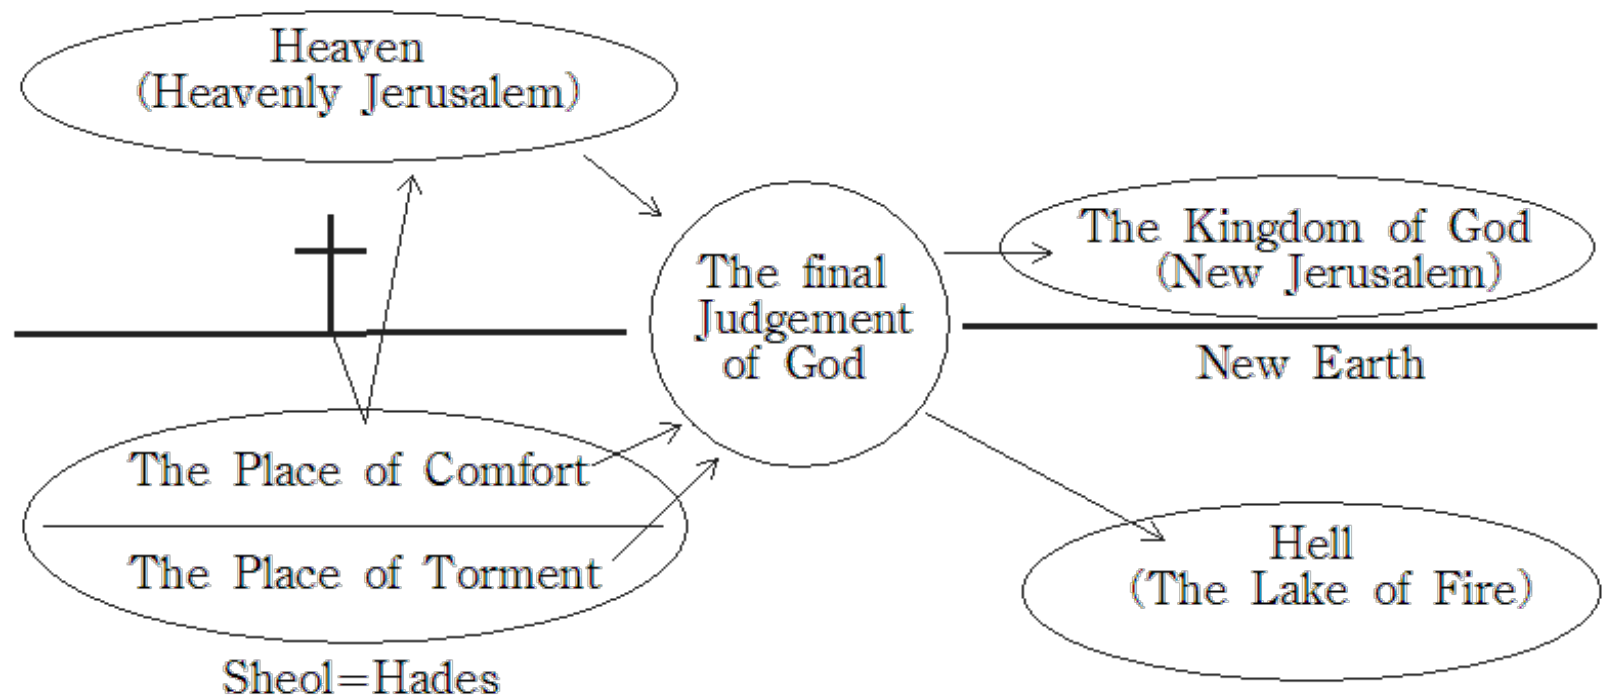 Heaven
(Heavenly Jerusalem)
The final
Judgement
of God
The Kingdom of God
(New Jerusalem)
New Earth
The Place of Comfort
The Place of Torment
Sheol=Hades
Hell
(The Lake of Fire)